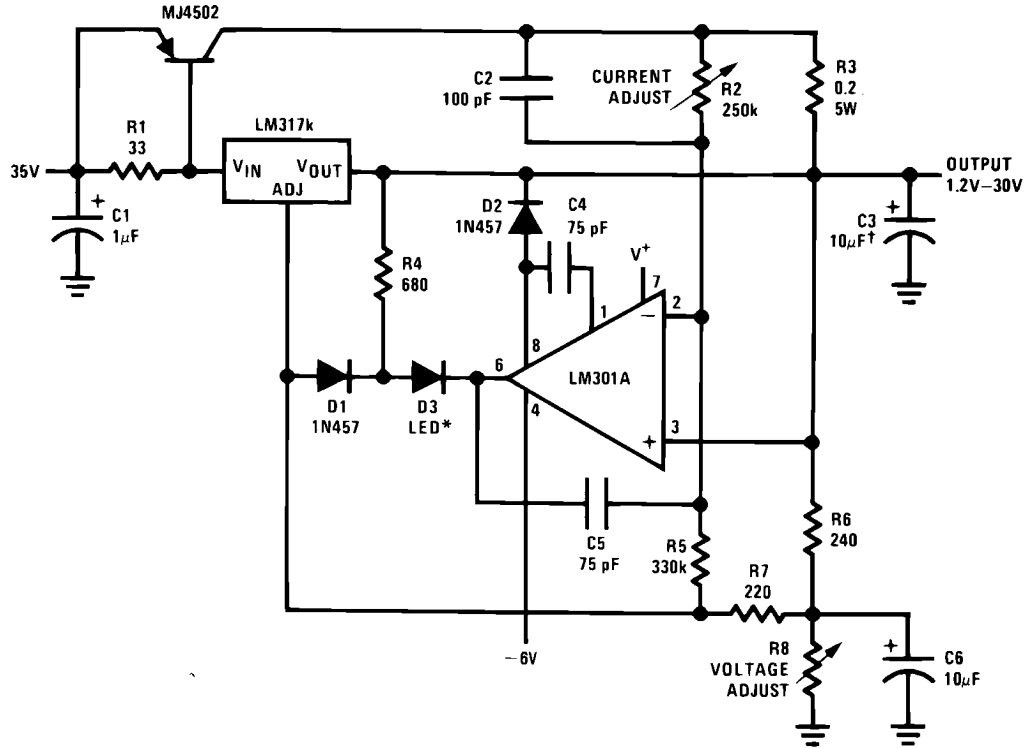 MJ4502
C2
100 pF
CURRENT
ADJUST
R2
250k
R3
0.2
5W
R1
33
LM317k
35V
VIN
VOUT
ADJ
OUTPUT
1.2V–30V
+
C1
1μF
D2
1N457
C4
75 pF
+
C3
10μF†
R4
680
V+
7
1
2
−
8
6
LM301A
4
3
+
D1
1N457
D3
LED*
C5
75 pF
R5
330k
R6
240
R7
220
−6V
R8
VOLTAGE
ADJUST
+
C6
10μF